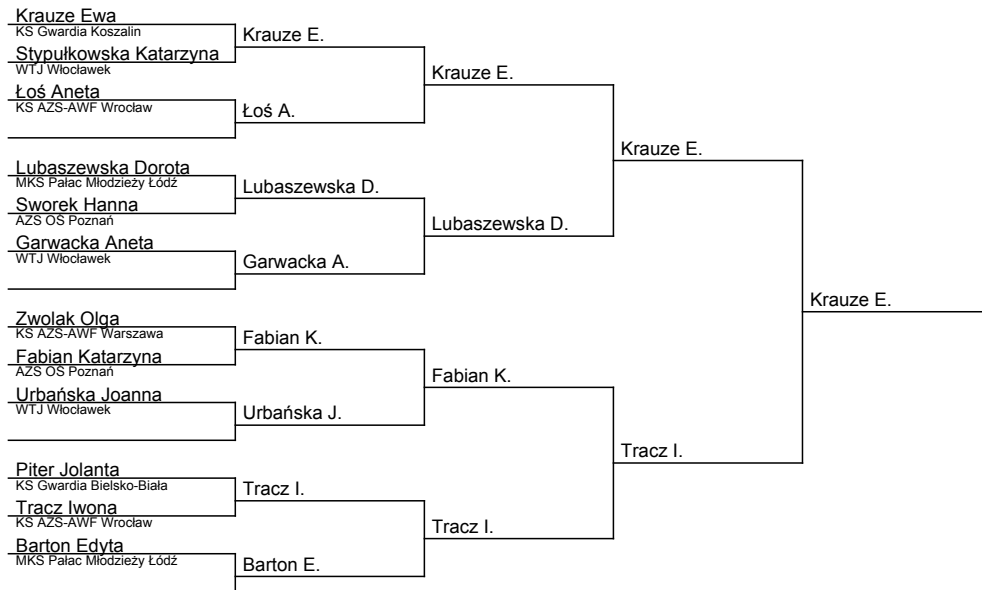 Krauze Ewa
KS Gwardia Koszalin
Krauze E.
Stypułkowska Katarzyna
WTJ Włocławek
Krauze E.
Łoś Aneta
KS AZS-AWF Wrocław
Łoś A.
Krauze E.
Lubaszewska Dorota
MKS Pałac Młodzieży Łódź
Lubaszewska D.
Sworek Hanna
AZS OŚ Poznań
Lubaszewska D.
Garwacka Aneta
WTJ Włocławek
Garwacka A.
Krauze E.
Zwolak Olga
KS AZS-AWF Warszawa
Fabian K.
Fabian Katarzyna
AZS OŚ Poznań
Fabian K.
Urbańska Joanna
WTJ Włocławek
Urbańska J.
Tracz I.
Piter Jolanta
KS Gwardia Bielsko-Biała
Tracz I.
Tracz Iwona
KS AZS-AWF Wrocław
Tracz I.
Barton Edyta
MKS Pałac Młodzieży Łódź
Barton E.